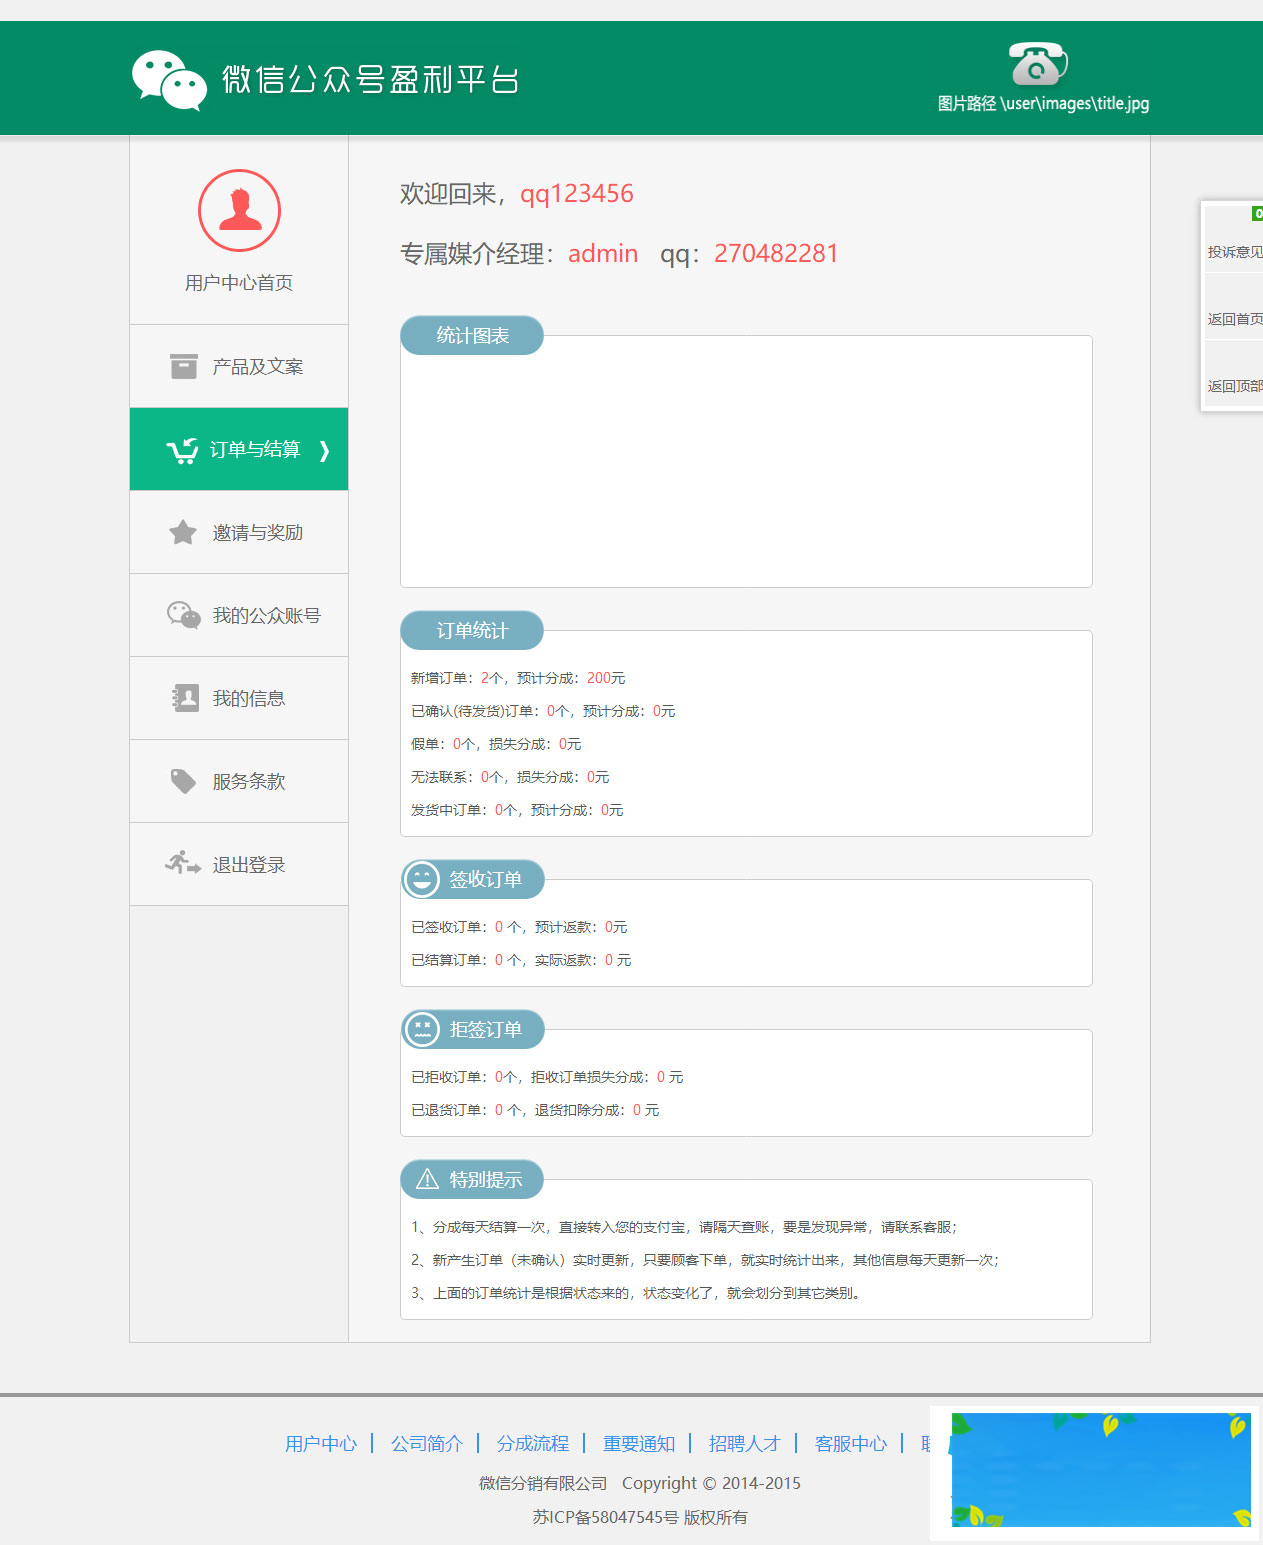 微信公众号盈利平台
图片路径 \user\images\title.jpg
用户中心首页
产品及文案
订单与结算
邀请与奖励
我的公众账号
我的信息
服务条款
退出登录
欢迎回来，qq123456
专属媒介经理：admin qq：270482281
统计图表
订单统计
新增订单：2个，预计分成：200元
已确认(待发货)订单：0个，预计分成：0元
假单：0个，损失分成：0元
无法联系：0个，损失分成：0元
发货中订单：0个，预计分成：0元
签收订单
已签收订单：0 个，预计返款：0元
已结算订单：0 个，实际返款：0 元
拒签订单
已拒收订单：0个，拒收订单损失分成：0 元
已退货订单：0 个，退货扣除分成：0 元
特别提示
1、分成每天结算一次，直接转入您的支付宝，请隔天查账，要是发现异常，请联系客服；
2、新产生订单（未确认）实时更新，只要顾客下单，就实时统计出来，其他信息每天更新一次；
3、上面的订单统计是根据状态来的，状态变化了，就会划分到其它类别。
0
投诉意见
返回首页
返回顶部
用户中心 公司简介 分成流程 重要通知 招聘人才 客服中心
微信分销有限公司 Copyright © 2014-2015
苏ICP备58047545号 版权所有